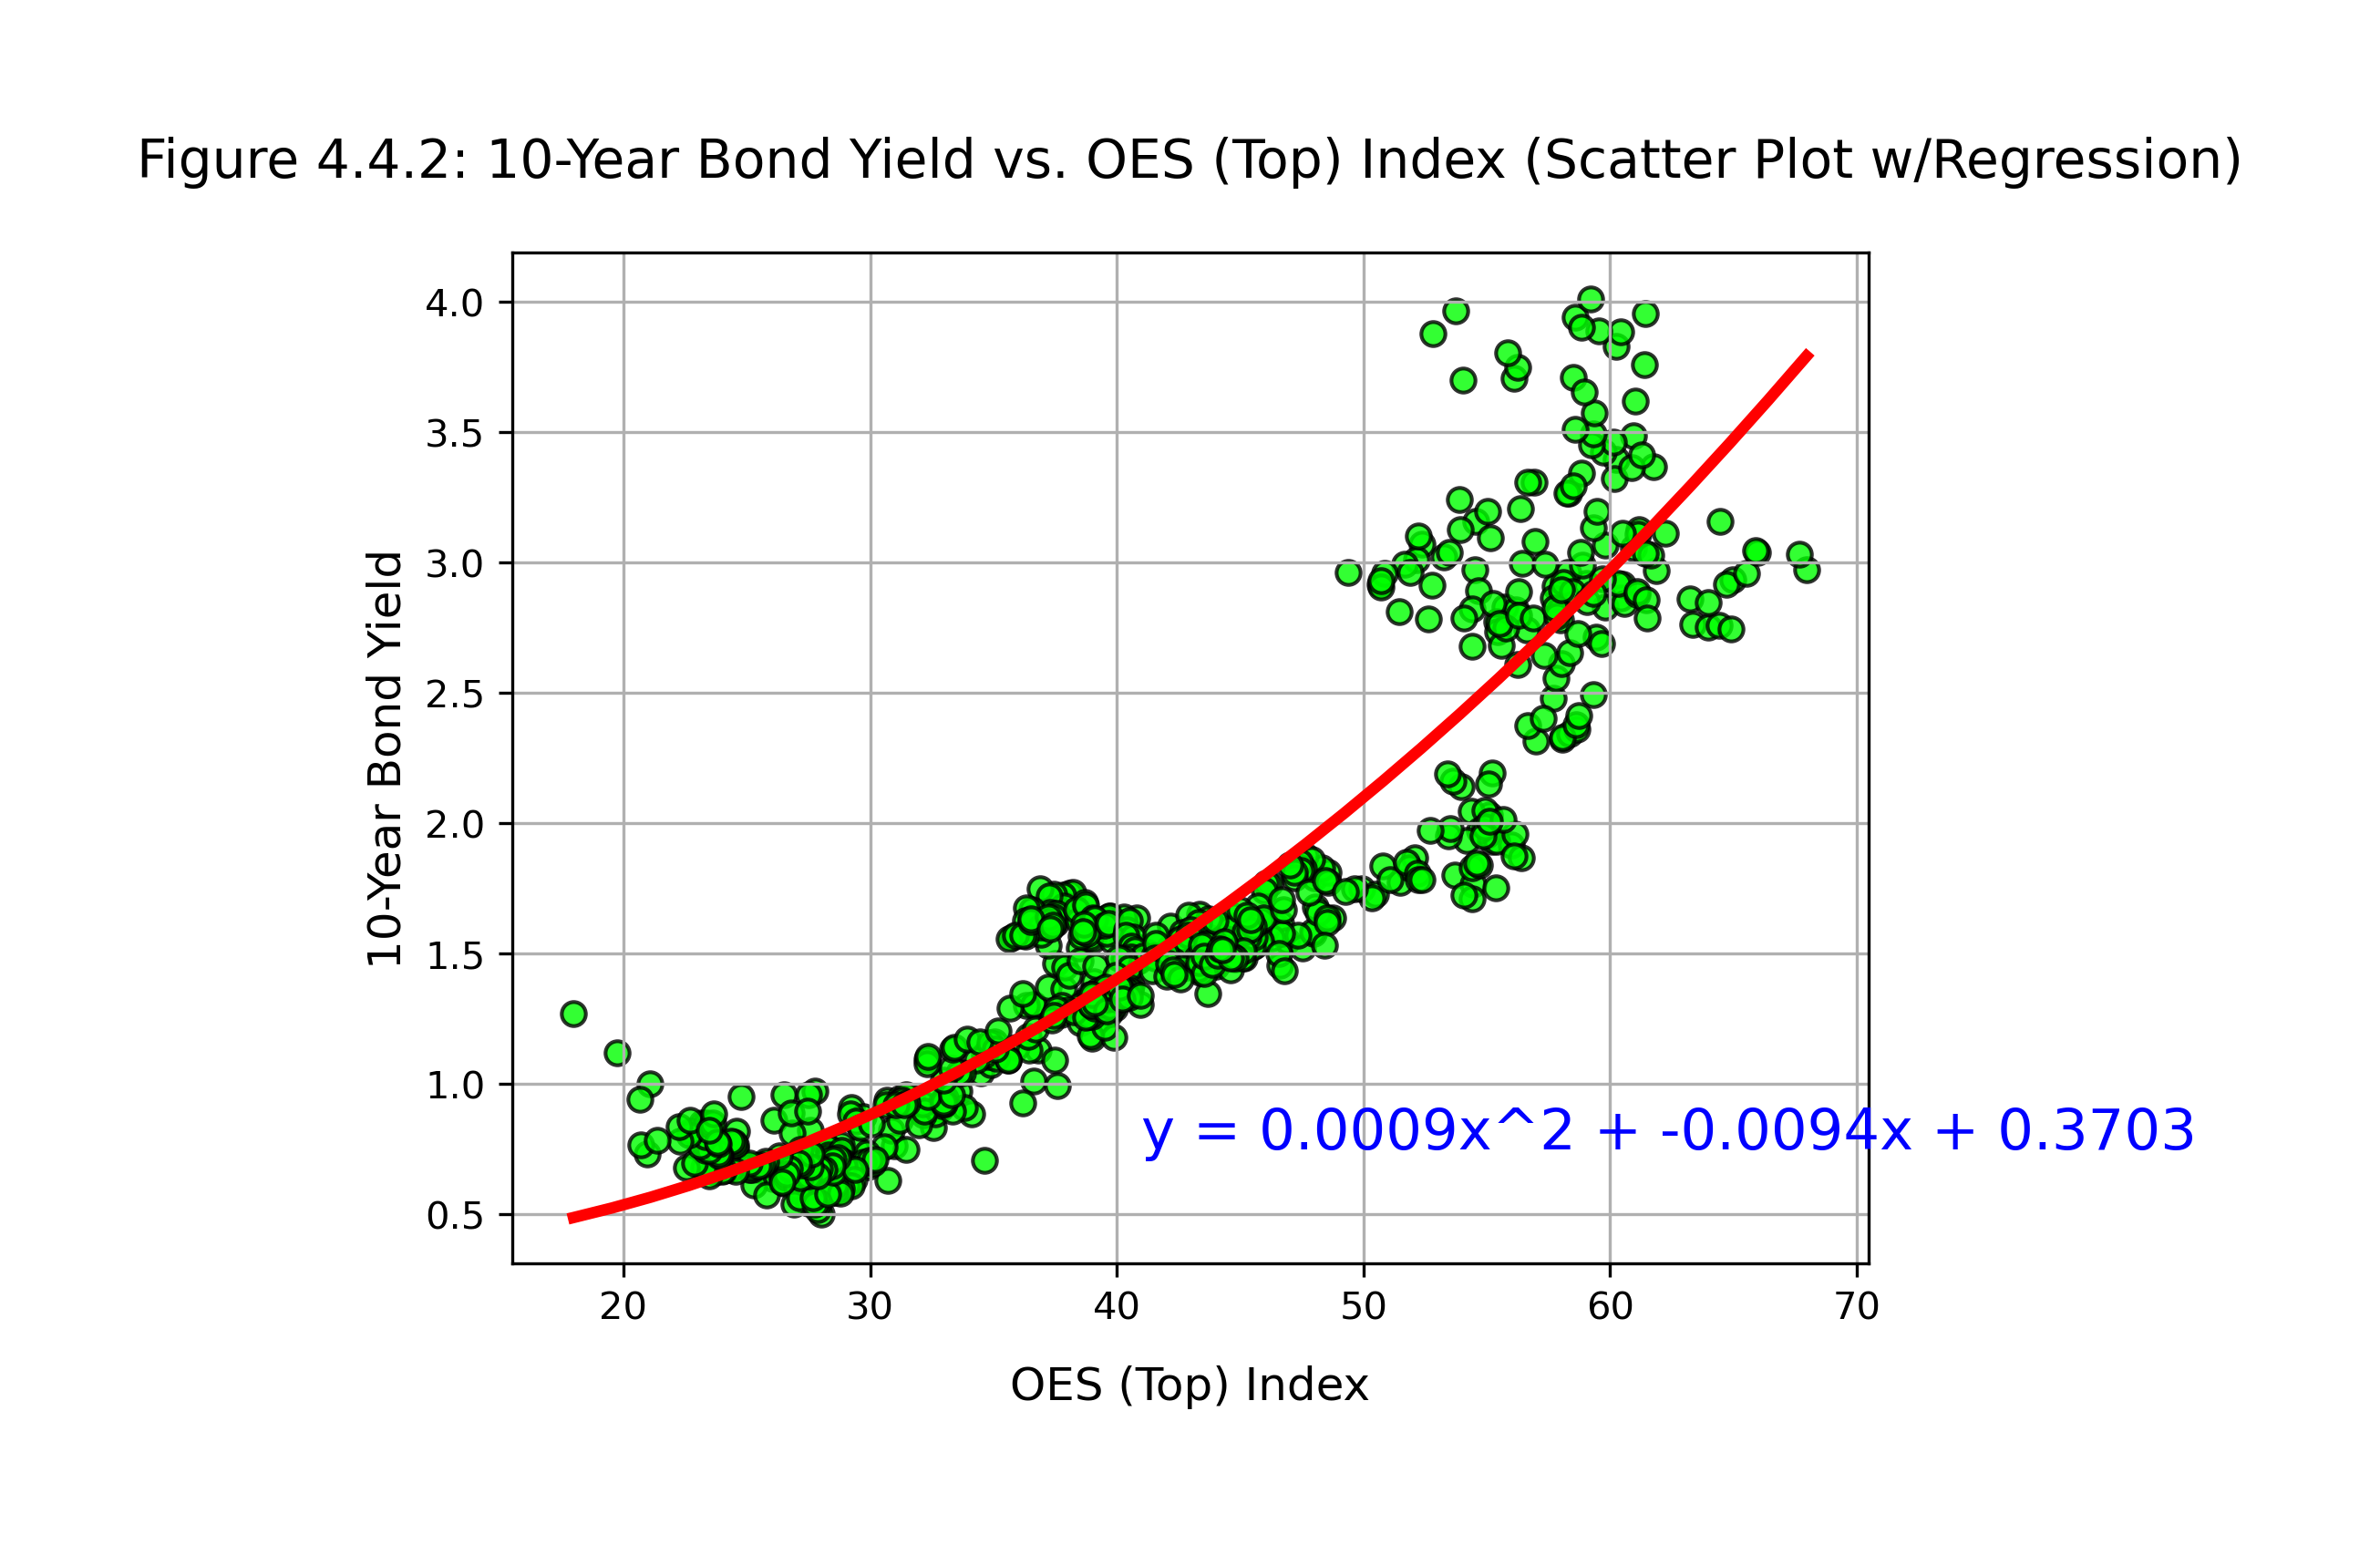 Figure 4.4.2: 10-Year Bond Yield vs. OES (Top) Index (Scatter Plot w/Regression)
4.0
3.5
3.0
2.5
2.0
1.5
1.0
0.5
10-Year Bond Yield
y = 0.0009x^2 + -0.0094x + 0.3703
20 30 40 50 60 70
OES (Top) Index